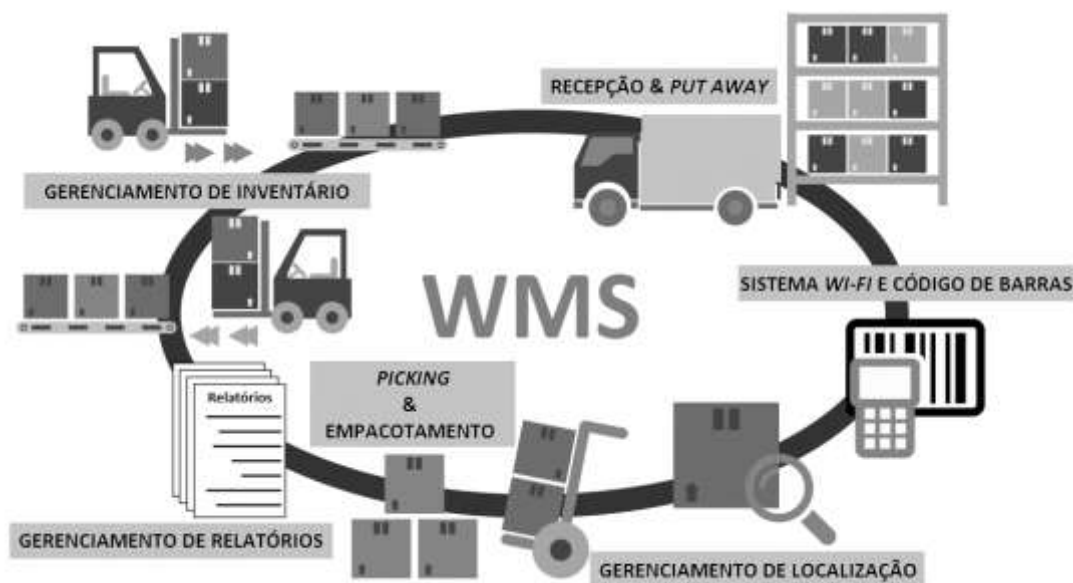 RECEPÇÃO & PUT AWAY
GERENCIAMENTO DE INVENTÁRIO
SISTEMA WI-FI E CÓDIGO DE BARRAS
WMS
PICKING
&
EMPACOTAMENTO
Relatórios
GERENCIAMENTO DE RELATÓRIOS
GERENCIAMENTO DE LOCALIZAÇÃO